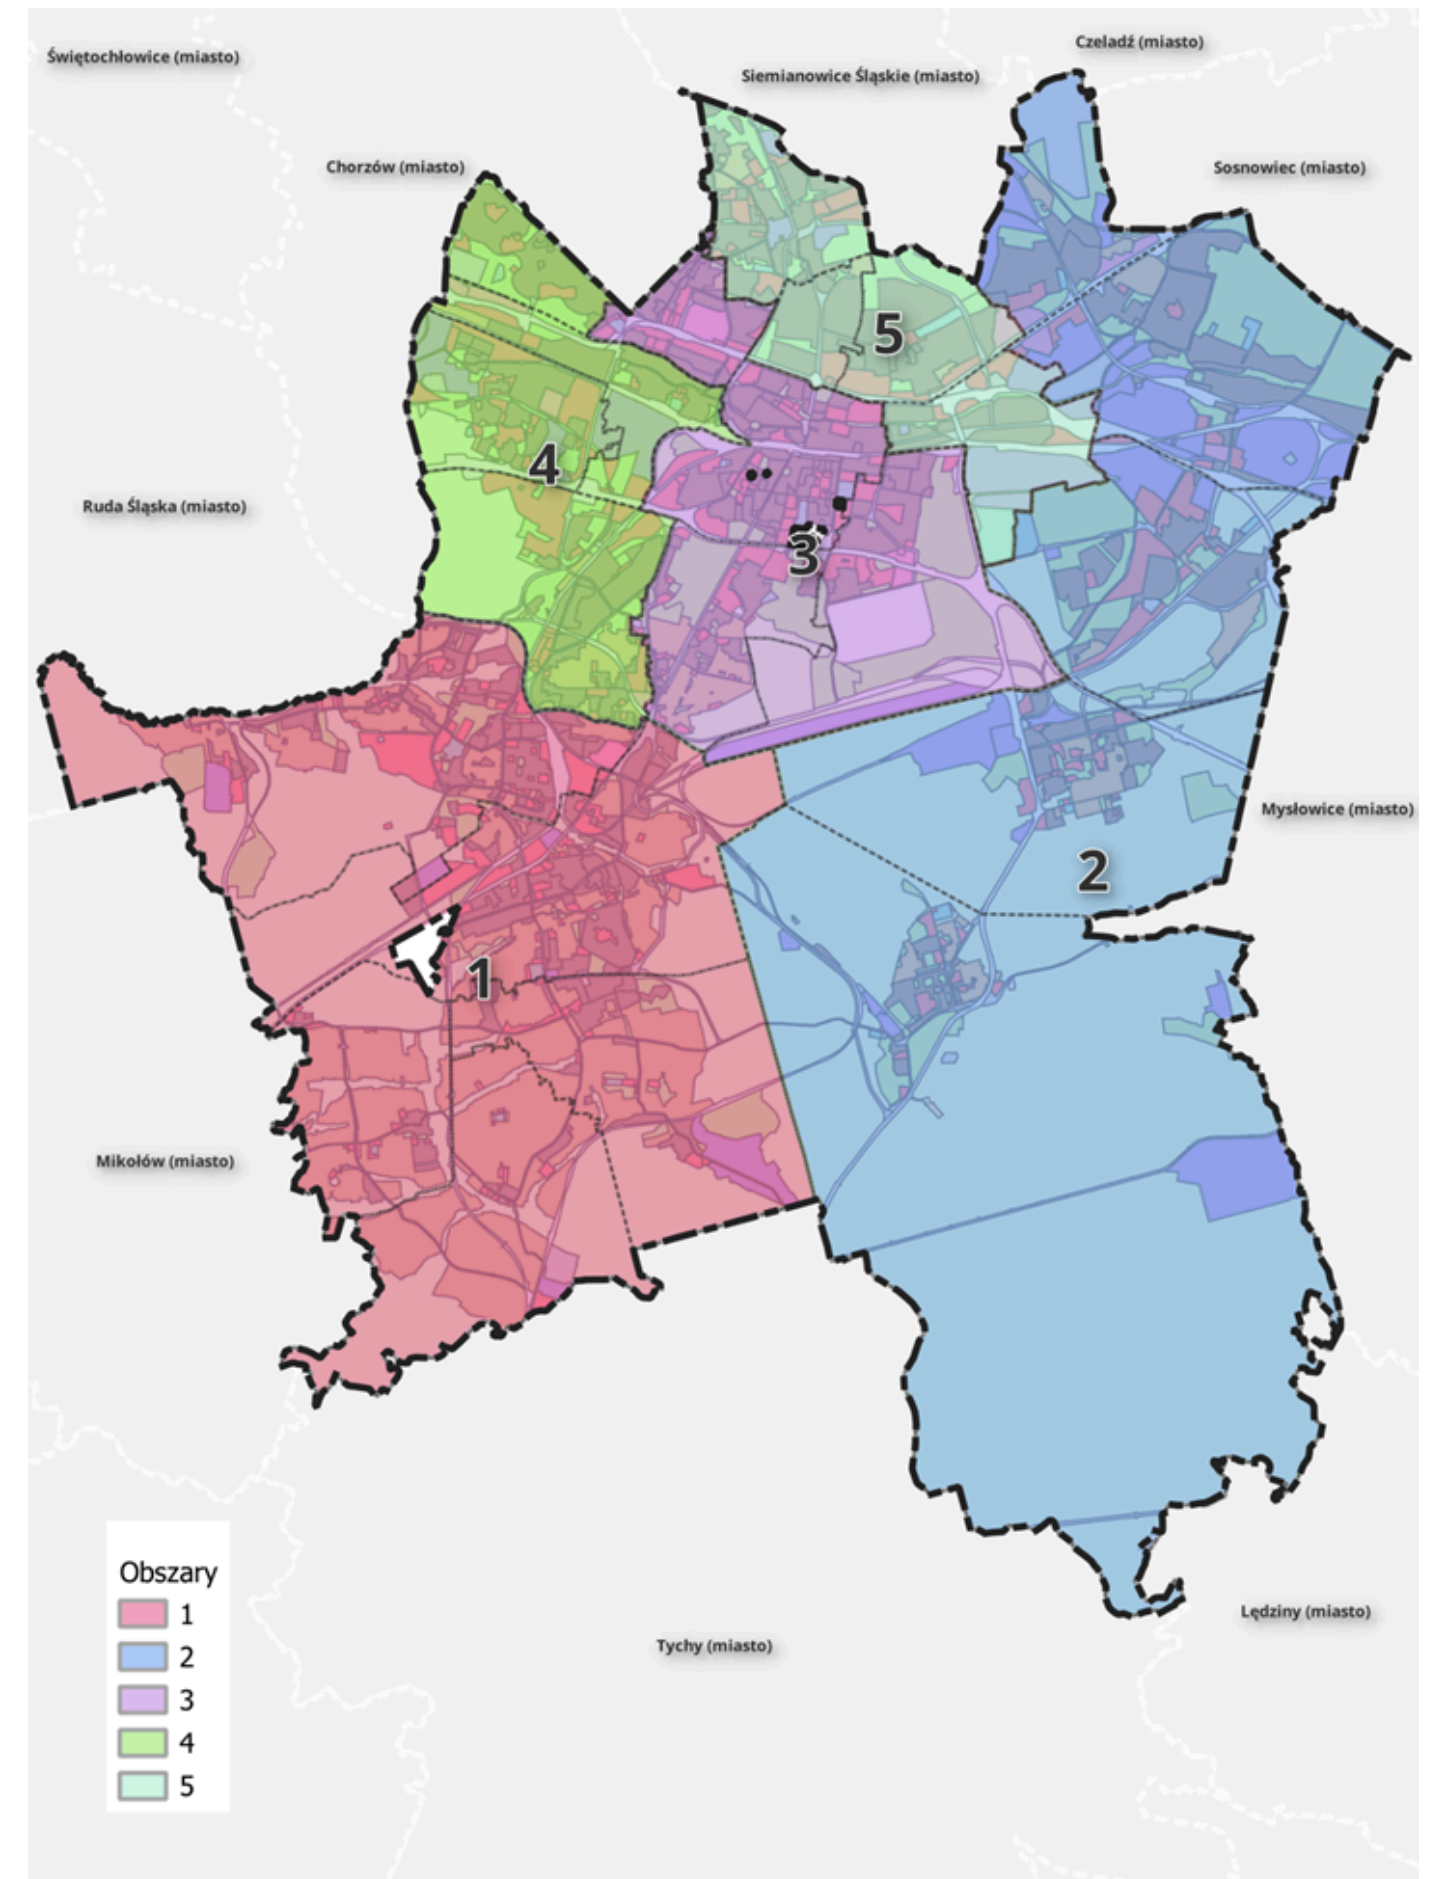 Czeladź (miasto)
Świętochłowice (miasto)
Siemianowice Śląskie (miasto)
Chorzów (miasto)
Sosnowiec (miasto)
5
4
Ruda Śląska (miasto)
3
Mysłowice (miasto)
2
1
Mikołów (miasto)
Obszary
1
2
3
4
5
Lędziny (miasto)
Tychy (miasto)